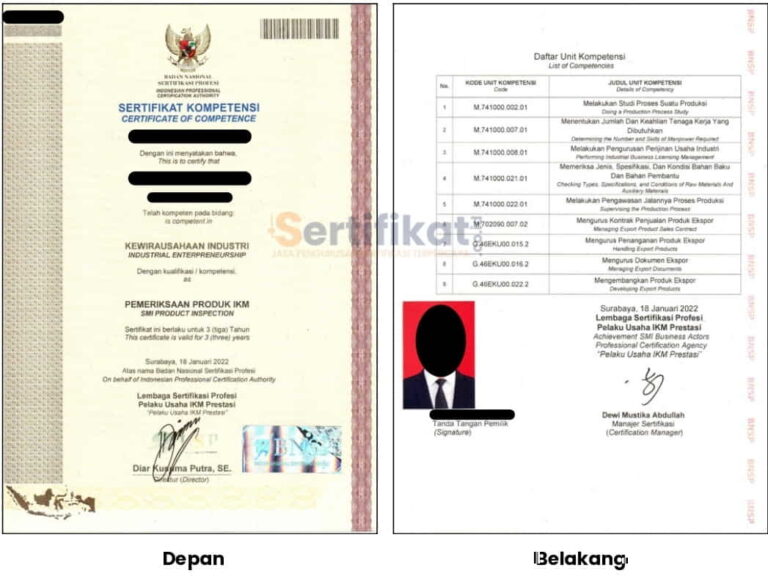 BADAN NASIONAL
SERTIFIKASI PROFESI
INDONESIAN PROFESSIONAL
CERTIFICATION AUTHORITY
SERTIFIKAT KOMPETENSI
CERTIFICATE OF COMPETENCE
Dengan ini menyatakan bahwa,
This is to certify that
Telah kompeten pada bidang:
is competent in
KEWIRAUSAHAAN INDUSTRI
INDUSTRIAL ENTERPRENEURSHIP
Dengan kualifikasi / kompetensi,
as
PEMERIKSAAN PRODUK IKM
SMI PRODUCT INSPECTION
Sertifikat ini berlaku untuk 3 (tiga) Tahun
This certificate is valid for 3 (three) years
Surabaya, 18 Januari 2022
Atas nama Badan Nasional Sertifikasi Profesi
On behalf of Indonesian Professional Certification Authority
Lembaga Sertifikasi Profesi
Pelaku Usaha IKM Prestasi
"Pelaku Usaha IKM Prestasi"
BNSP
Diar Kusuma Putra, SE.
Direktur (Director)
Depan
Daftar Unit Kompetensi
List of Competencies
No. KODE UNIT KOMPETENSI Code JUDUL UNIT KOMPETENSI Details of Competency
1 M.741000.002.01 Melakukan Studi Proses Suatu Produksi
Doing a Production Process Study
2 M.741000.007.01 Menentukan Jumlah Dan Keahlian Tenaga Kerja Yang
Dibutuhkan
Determining the Number and Skills of Manpower Required
3 M.741000.008.01 Melakukan Pengurusan Perijinan Usaha Industri
Performing Industrial Business Licensing Management
4 M.741000.021.01 Memeriksa Jenis, Spesifikasi, Dan Kondisi Bahan Baku
Dan Bahan Pembantu
Checking Types, Specifications, and Conditions of Raw Materials And
Auxiliary Materials
5 M.741000.022.01 Melakukan Pengawasan Jalannya Proses Produksi
Supervising the Production Process
M.702090.007.02 Mengurus Kontrak Penjualan Produk Ekspor
Managing Export Product Sales Contract
G.46EKU00.015.2 Mengurus Penanganan Produk Ekspor
Handling Export Products
8 G.46EKU00.016.2 Mengurus Dokumen Ekspor
Managing Export Documents
9 G.46EKU00.022.2 Mengembangkan Produk Ekspor
Developing Export Products
Surabaya, 18 Januari 2022
Lembaga Sertifikasi Profesi
Pelaku Usaha IKM Prestasi
Achievement SMI Business Actors
Professional Certification Agency
"Pelaku Usaha IKM Prestasi"
Dewi Mustika Abdullah
Manajer Sertifikasi
(Certification Manager)
Tanda Tangan Pemilik
(Signature)
BNSP
BNSP
BNSP
BNSP
BNSP
BNSP
BNSP
BNSP
BNSP
BNSP
BNSP
BNSP
Sertifikat
Belakang